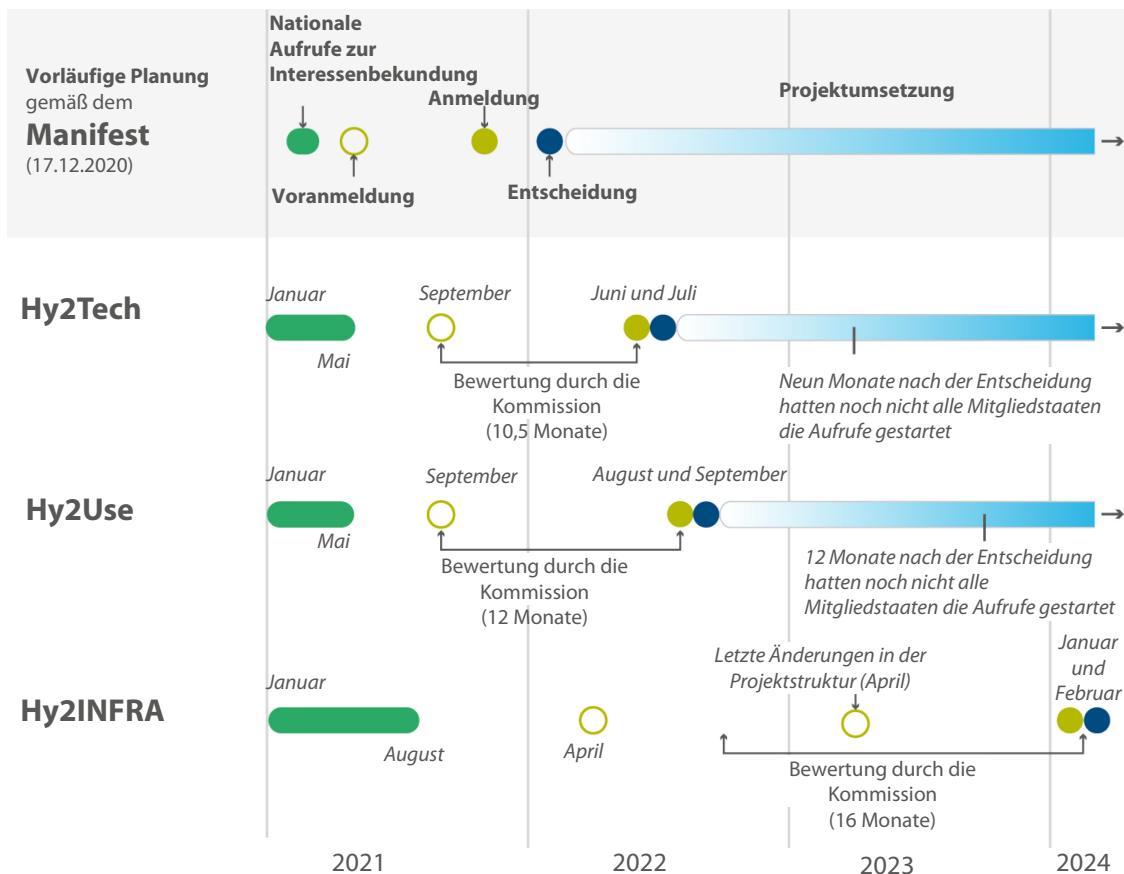 Vorläufige Planung
gemäß dem
Manifest
(17.12.2020)
Nationale
Aufrufe zur
Interessenbekundung
Anmeldung
Voranmeldung
Entscheidung
Projektumsetzung
Hy2Tech
Januar
Mai
September
Juni und Juli
Bewertung durch die
Kommission
(10,5 Monate)
Neun Monate nach der Entscheidung
hatten noch nicht alle Mitgliedstaaten
die Aufrufe gestartet
Hy2Use
Januar
Mai
September
August und September
Bewertung durch die
Kommission
(12 Monate)
12 Monate nach der Entscheidung
hatten noch nicht alle
Mitgliedstaaten die Aufrufe gestartet
Hy2INFRA
Januar
August
April
Letzte Änderungen in der
Projektstruktur (April)
Januar
und
Februar
Bewertung durch die
Kommission
(16 Monate)
2021
2022
2023
2024